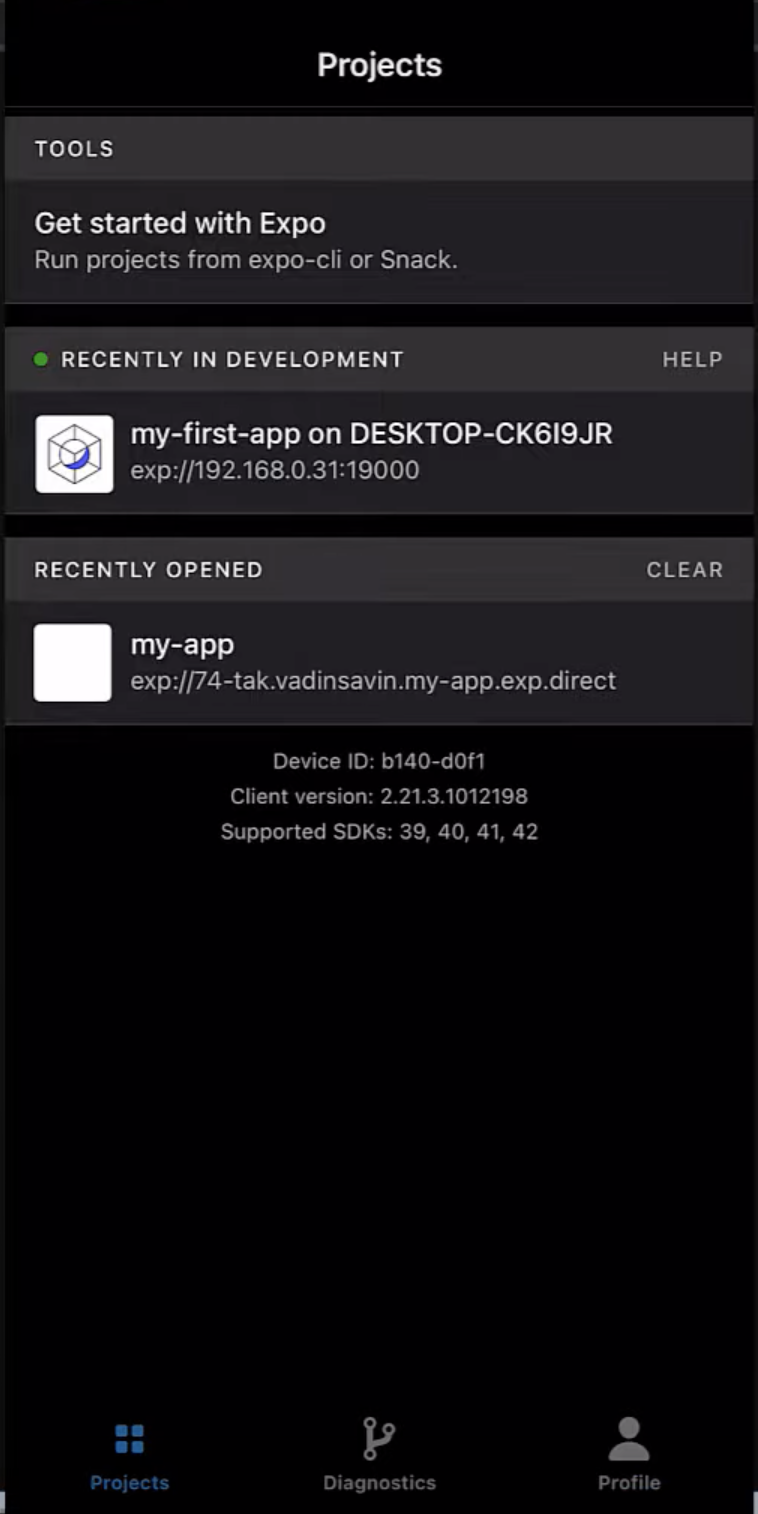 Projects
TOOLS
Get started with Expo
Run projects from expo-cli or Snack.
RECENTLY IN DEVELOPMENT HELP
my-first-app on DESKTOP-CK6I9JR
exp://192.168.0.31:19000
RECENTLY OPENED CLEAR
my-app
exp://74-tak.vadinsavin.my-app.exp.direct
Device ID: b140-d0f1
Client version: 2.21.3.1012198
Supported SDKs: 39, 40, 41, 42
Projects Diagnostics Profile